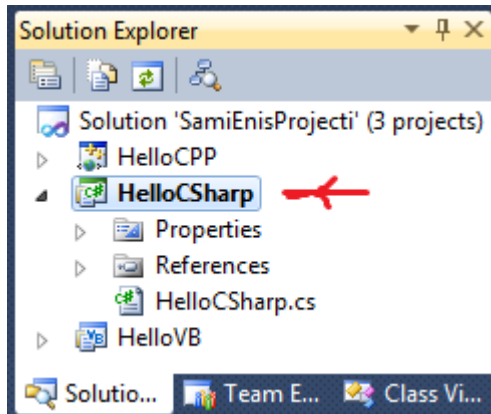 Solution Explorer
Solution 'SamiEnisProjecti' (3 projects)
HelloCPP
HelloCSharp
Properties
References
HelloCSharp.cs
HelloVB
Solutio... Team E... Class Vi...